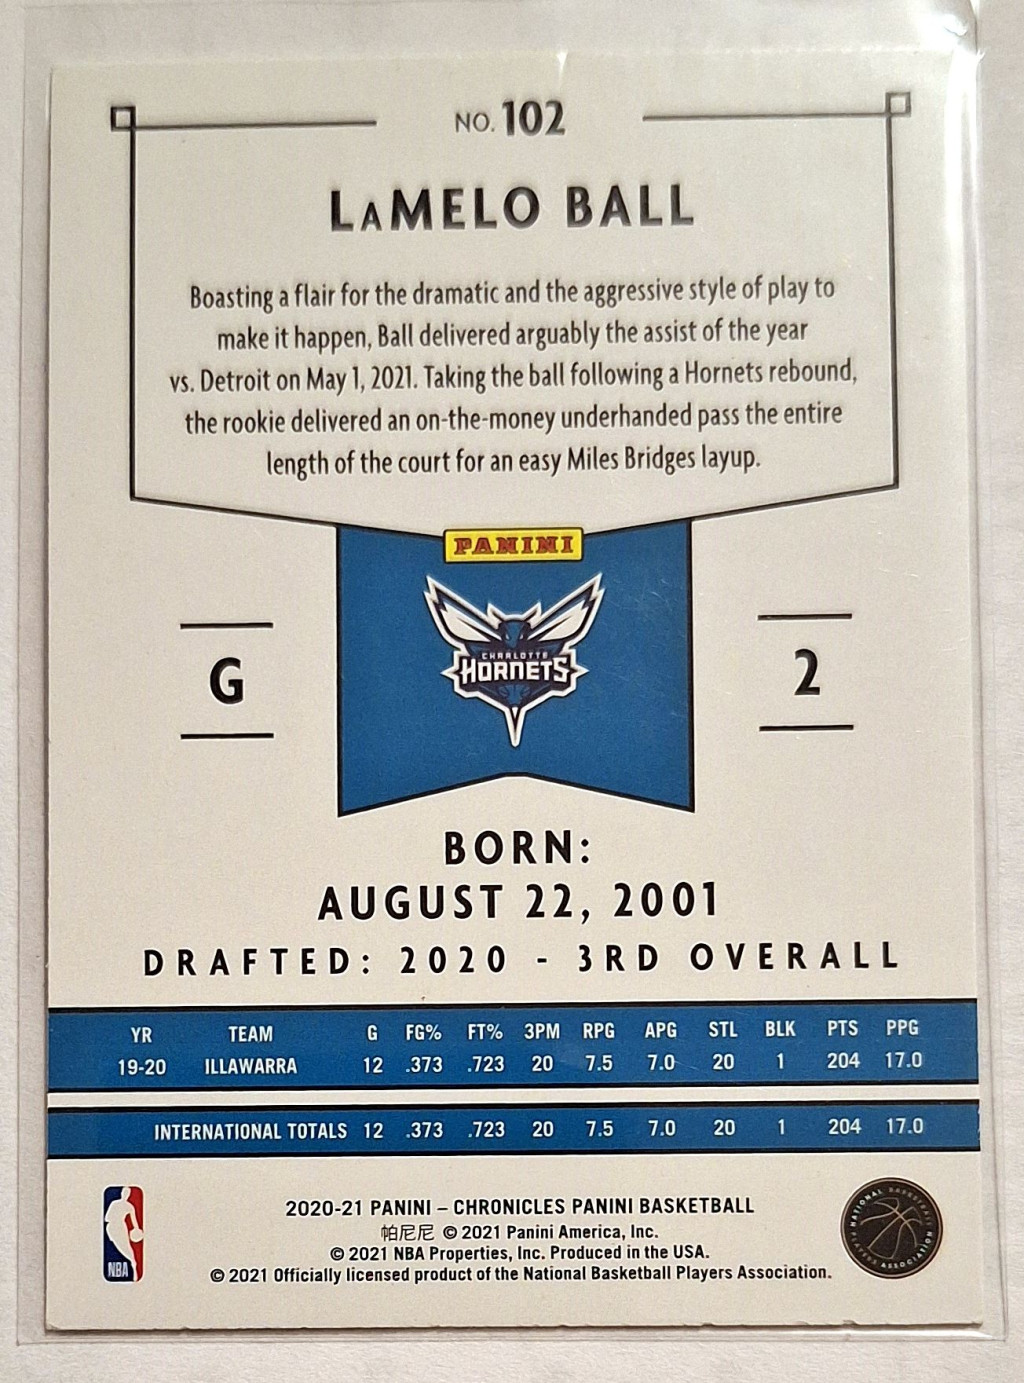 NO. 102
LaMELO BALL
Boasting a flair for the dramatic and the aggressive style of play to
make it happen, Ball delivered arguably the assist of the year
vs. Detroit on May 1, 2021. Taking the ball following a Hornets rebound,
the rookie delivered an on-the-money underhanded pass the entire
length of the court for an easy Miles Bridges layup.
PANINI
CHARLOTTE
HORNETS
G 2
BORN:
AUGUST 22, 2001
DRAFTED: 2020 - 3RD OVERALL
YR TEAM G FG% FT% 3PM RPG APG STL BLK PTS PPG
19-20 ILLAWARRA 12 .373 .723 20 7.5 7.0 20 1 204 17.0
INTERNATIONAL TOTALS 12 .373 .723 20 7.5 7.0 20 1 204 17.0
2020-21 PANINI – CHRONICLES PANINI BASKETBALL
帕尼尼 © 2021 Panini America, Inc.
© 2021 NBA Properties, Inc. Produced in the USA.
© 2021 Officially licensed product of the National Basketball Players Association.
NBA
NATIONAL BASKETBALL
PLAYERS ASSOCIATION